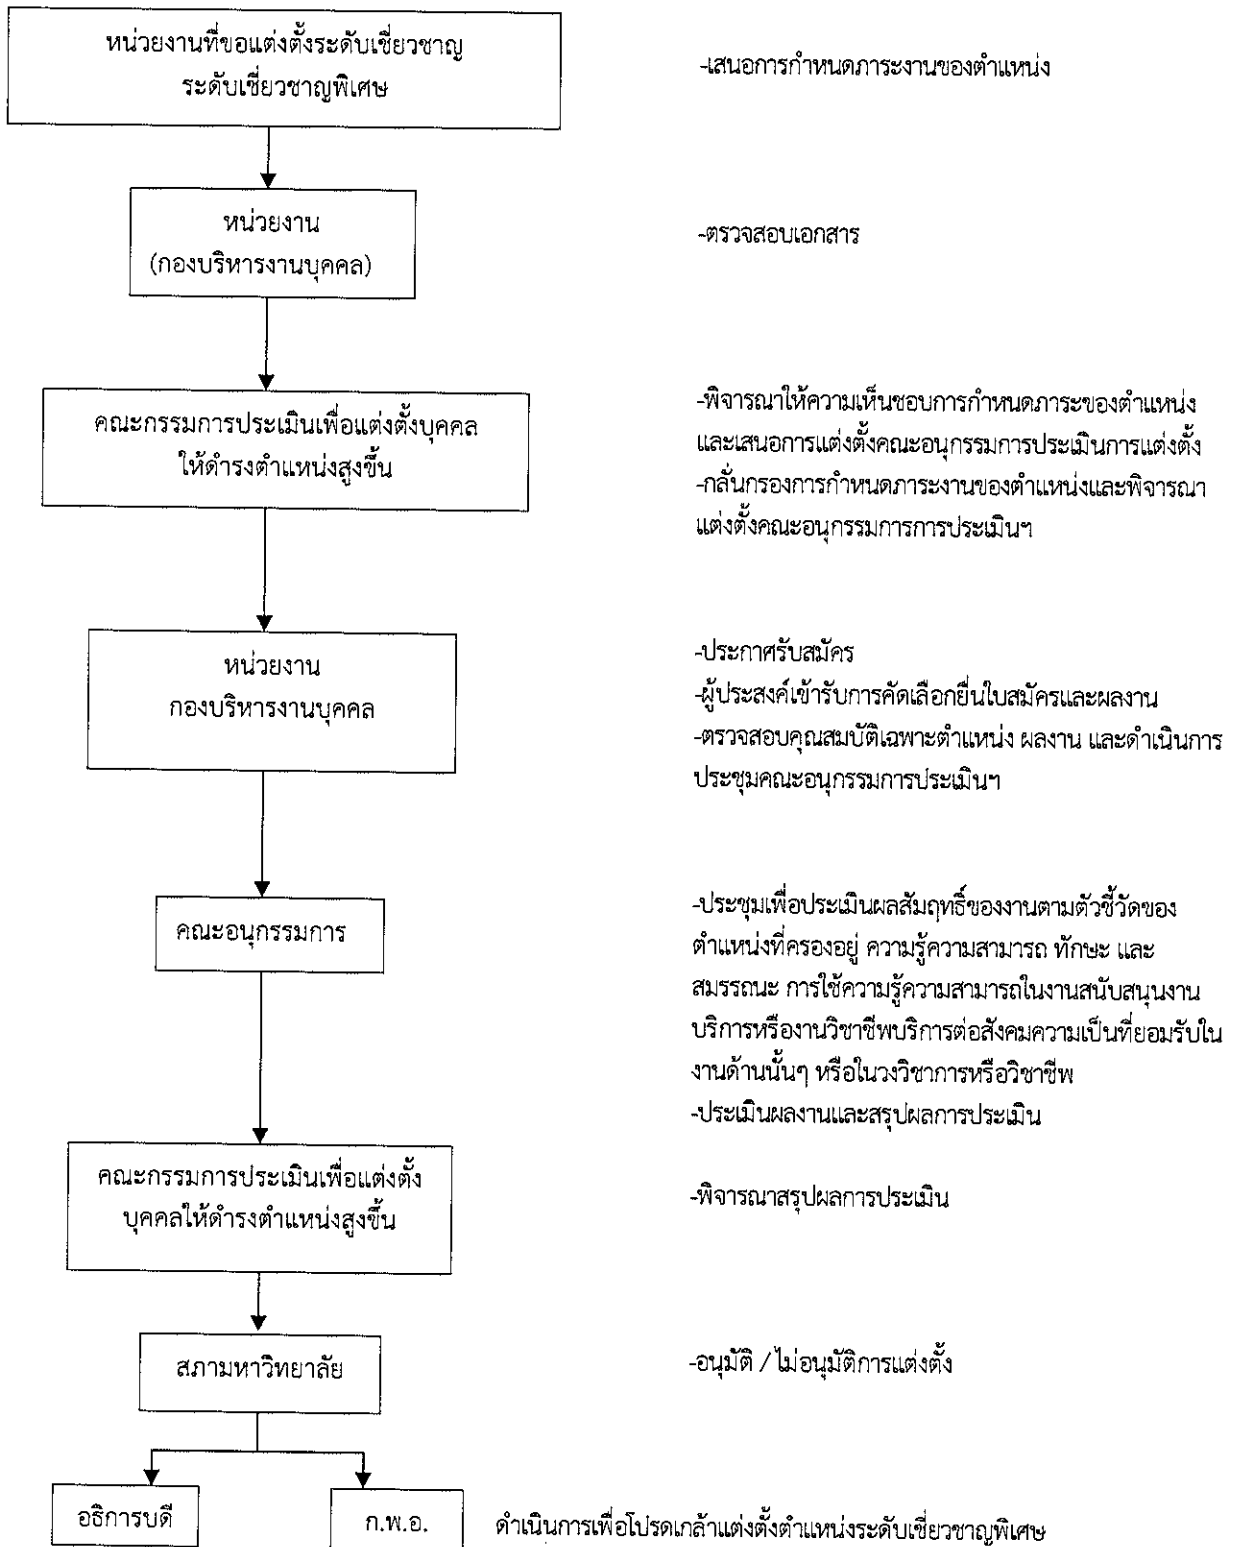 หน่วยงานที่ขอแต่งตั้งระดับเชี่ยวชาญ
ระดับเชี่ยวชาญพิเศษ
-เสนอการกำหนดภาระงานของตำแหน่ง
หน่วยงาน
(กองบริหารงานบุคคล)
-ตรวจสอบเอกสาร
คณะกรรมการประเมินเพื่อแต่งตั้งบุคคล
ให้ดำรงตำแหน่งสูงขึ้น
-พิจารณาให้ความเห็นชอบการกำหนดภาระของตำแหน่ง
และเสนอการแต่งตั้งคณะอนุกรรมการประเมินการแต่งตั้ง
-กลั่นกรองการกำหนดภาระงานของตำแหน่งและพิจารณา
แต่งตั้งคณะอนุกรรมการการประเมินฯ
หน่วยงาน
กองบริหารงานบุคคล
-ประกาศรับสมัคร
-ผู้ประสงค์เข้ารับการคัดเลือกยื่นใบสมัครและผลงาน
-ตรวจสอบคุณสมบัติเฉพาะตำแหน่ง ผลงาน และดำเนินการ
ประชุมคณะอนุกรรมการประเมินฯ
คณะอนุกรรมการ
-ประชุมเพื่อประเมินผลสัมฤทธิ์ของงานตามตัวชี้วัดของ
ตำแหน่งที่ครองอยู่ ความรู้ความสามารถ ทักษะ และ
สมรรถนะ การใช้ความรู้ความสามารถในงานสนับสนุนงาน
บริการหรืองานวิชาชีพบริการต่อสังคมความเป็นที่ยอมรับใน
งานด้านนั้นๆ หรือในวงวิชาการหรือวิชาชีพ
-ประเมินผลงานและสรุปผลการประเมิน
คณะกรรมการประเมินเพื่อแต่งตั้ง
บุคคลให้ดำรงตำแหน่งสูงขึ้น
-พิจารณาสรุปผลการประเมิน
สภามหาวิทยาลัย
-อนุมัติ / ไม่อนุมัติการแต่งตั้ง
อธิการบดี
ก.พ.อ.
ดำเนินการเพื่อโปรดเกล้าแต่งตั้งตำแหน่งระดับเชี่ยวชาญพิเศษ